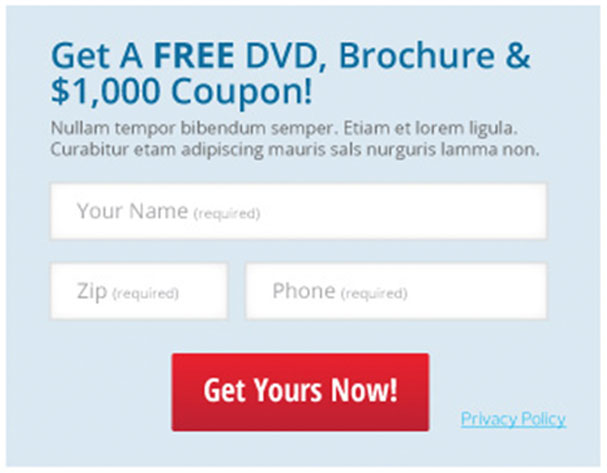 Get A FREE DVD, Brochure &
$1,000 Coupon!
Nullam tempor bibendum semper. Etiam et lorem ligula.
Curabitur etam adipiscing mauris sals nurguris lamma non.
Your Name (required)
Zip (required) Phone (required)
Get Yours Now!
Privacy Policy